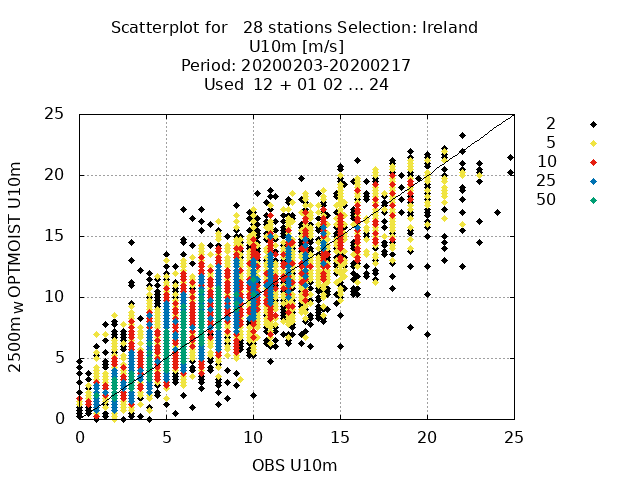 Scatterplot for   28 stations Selection: Ireland
U10m [m/s]
Period: 20200203-20200217
Used  12 + 01 02 ... 24
2500m_W OPTMOIST U10m
25
20
15
10
5
0
0 5 10 15 20 25
OBS U10m
2
5
10
25
50